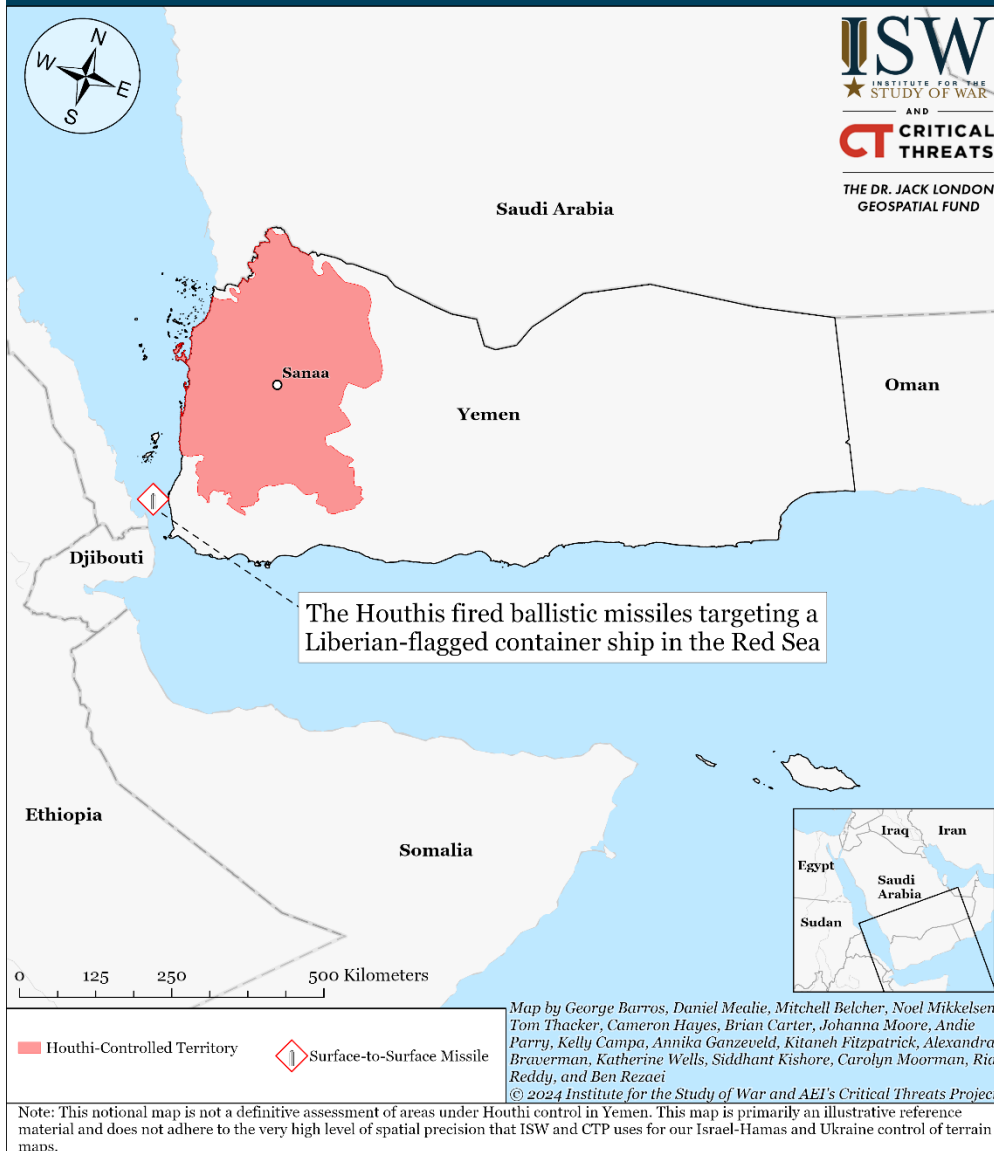 N
W
E
S
ISW
INSTITUTE FOR THE
STUDY OF WAR
AND
CT CRITICAL
THREATS
THE DR. JACK LONDON
GEOSPATIAL FUND
Saudi Arabia
Sanaa
Yemen
Oman
Djibouti
The Houthis fired ballistic missiles targeting a
Liberian-flagged container ship in the Red Sea
Ethiopia
Somalia
Iraq
Iran
Egypt
Saudi
Arabia
Sudan
0 125 250 500 Kilometers
Houthi-Controlled Territory
Surface-to-Surface Missile
Map by George Barros, Daniel Mealie, Mitchell Belcher, Noel Mikkelsen,
Tom Thacker, Cameron Hayes, Brian Carter, Johanna Moore, Andie
Parry, Kelly Campa, Annika Ganzeveld, Kitaneh Fitzpatrick, Alexandra
Braverman, Katherine Wells, Siddhant Kishore, Carolyn Moorman,
Reddy, and Ben Rezaei
© 2024 Institute for the Study of War and AEI's Critical Threats
Note: This notional map is not a definitive assessment of areas under Houthi control in Yemen. This map is primarily an illustrative reference
material and does not adhere to the very high level of spatial precision that ISW and CTP uses for our Israel-Hamas and Ukraine control of terrain
maps.